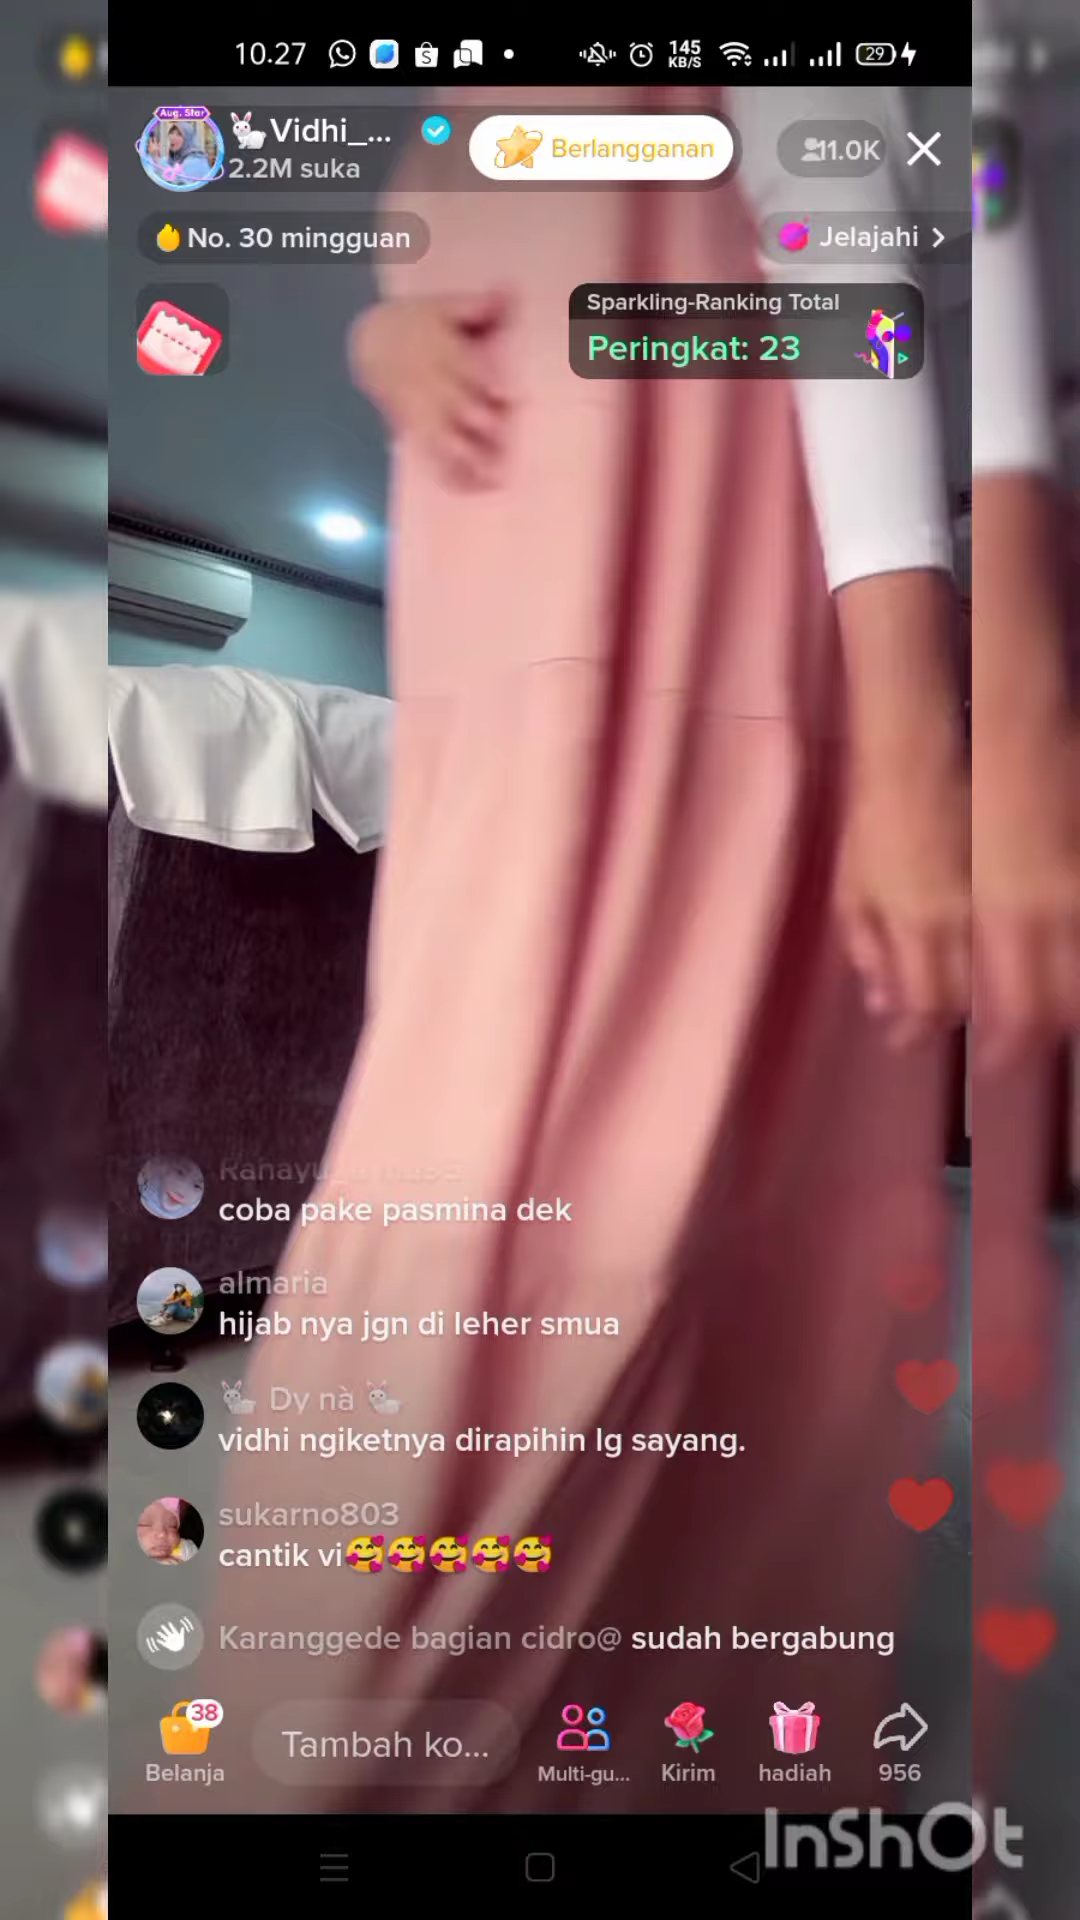 10.27
145
KB/S
29
Aug. Star
Vidhi_...
2.2M suka
Berlangganan
11.0K
No. 30 mingguan
Jelajahi
Sparkling-Ranking Total
Peringkat: 23
coba pake pasmina dek
almaria
hijab nya jgn di leher smua
Dy nà
vidhi ngiketnya dirapihin lg sayang.
sukarno803
cantik vi🥰🥰🥰🥰🥰
Karanggede bagian cidro@ sudah bergabung
38
Tambah ko...
Belanja
Multi-gu...
Kirim
hadiah
956
InShOt